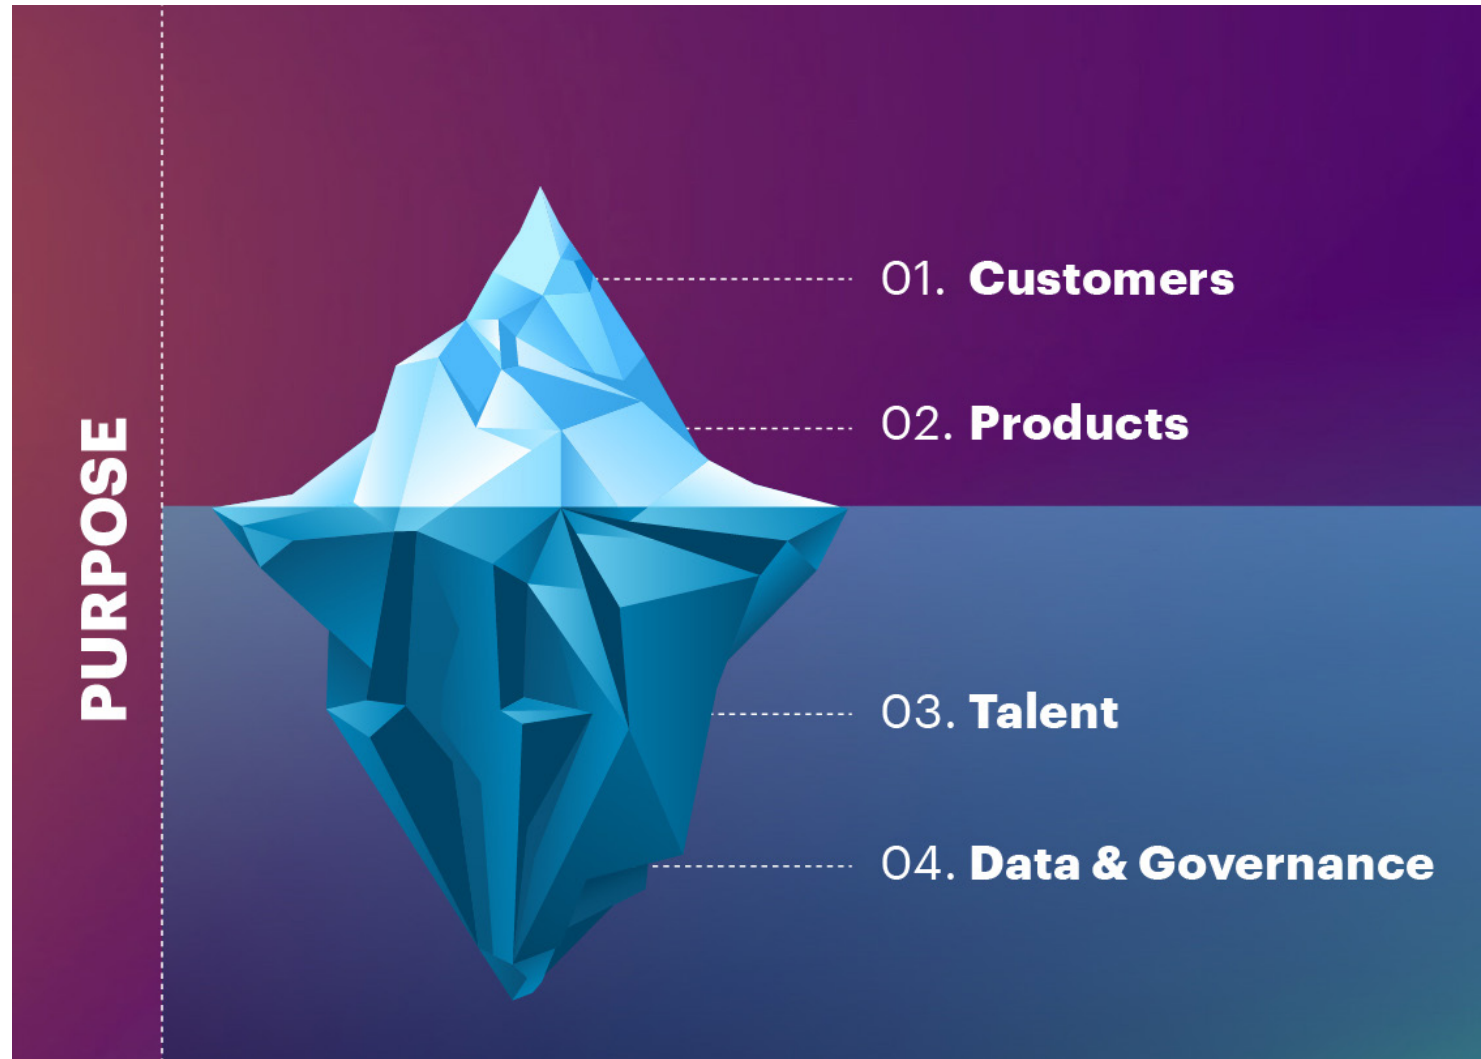 PURPOSE
01. Customers
02. Products
03. Talent
04. Data & Governance